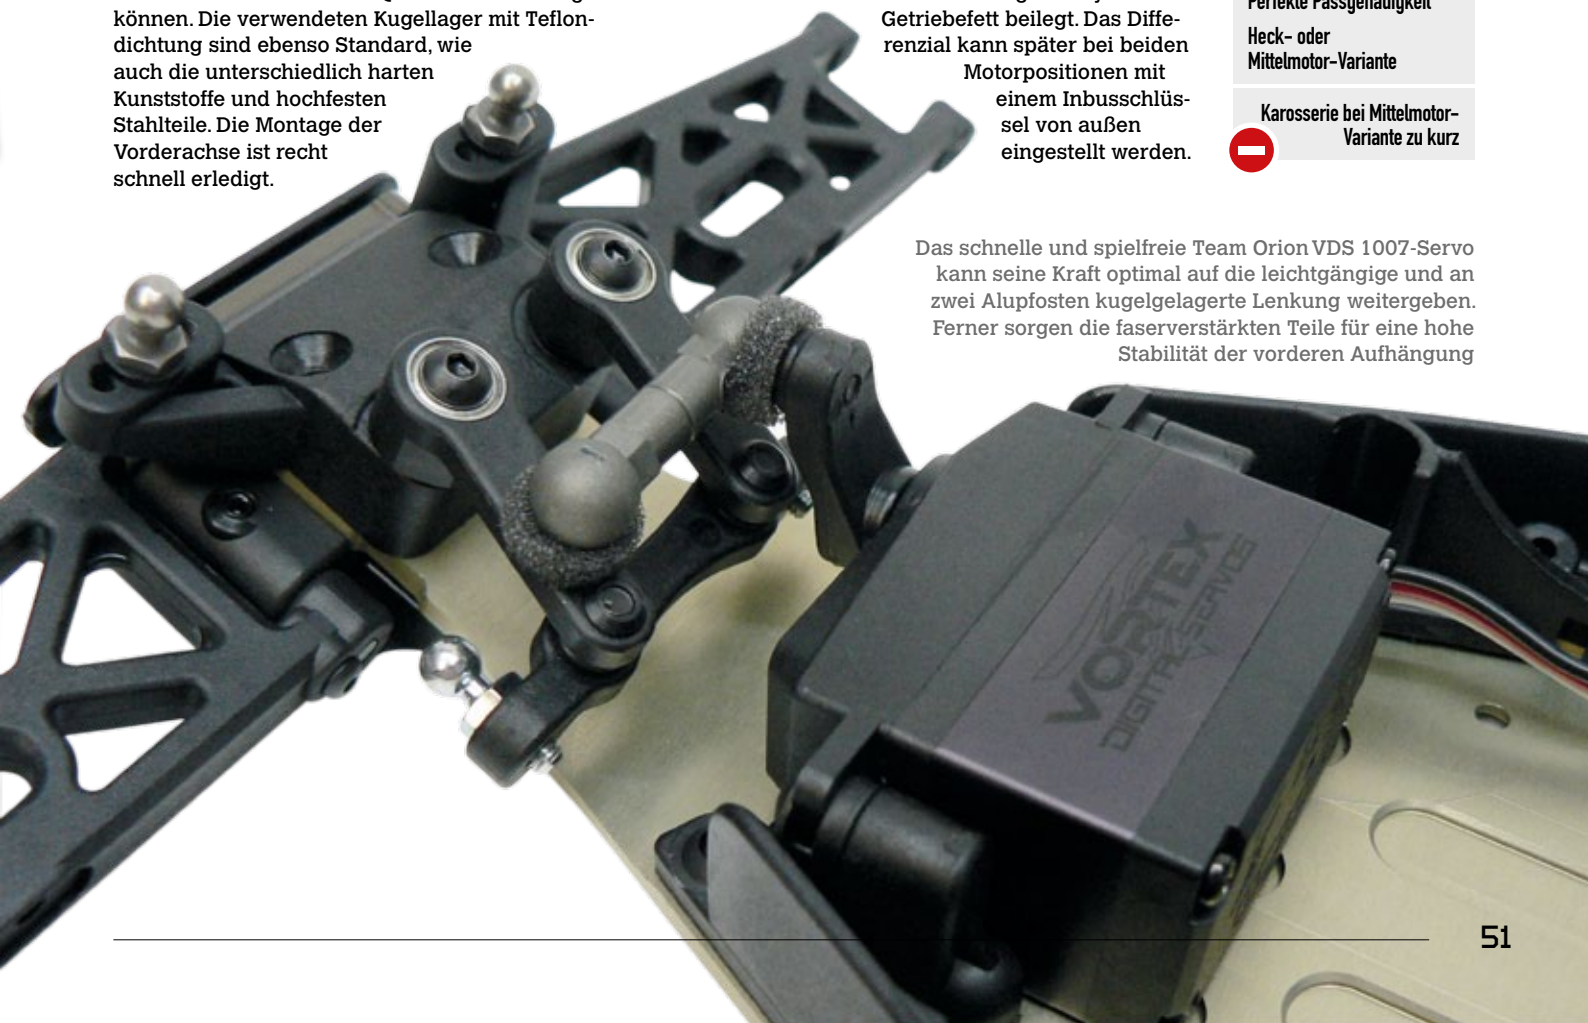 können. Die verwendeten Kugellager mit Teflon-
dichtung sind ebenso Standard, wie
auch die unterschiedlich harten
Kunststoffe und hochfesten
Stahlteile. Die Montage der
Vorderachse ist recht
schnell erledigt.
Getriebefett beilegt. Das Diffe-
renzial kann später bei beiden
Motorpositionen mit
einem Inbusschlüs-
sel von außen
eingestellt werden.
Perfekte Passgenauigkeit
Heck- oder
Mittelmotor-Variante
Karosserie bei Mittelmotor-
Variante zu kurz
Das schnelle und spielfreie Team Orion VDS 1007-Servo
kann seine Kraft optimal auf die leichtgängige und an
zwei Alupfosten kugelgelagerte Lenkung weitergeben.
Ferner sorgen die faserverstärkten Teile für eine hohe
Stabilität der vorderen Aufhängung
VORTEX
DIGITAL SERVOS
51